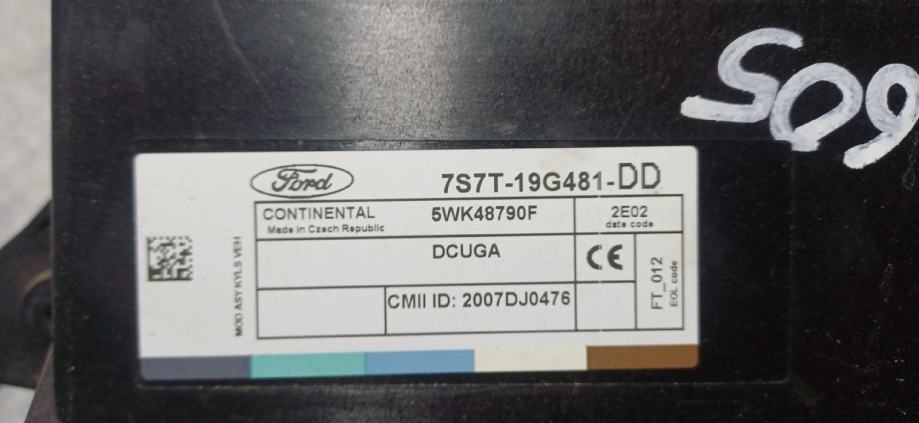 S09
Ford
7S7T-19G481-DD
CONTINENTAL
Made in Czech Republic
5WK48790F
2E02
date code
DCUGA
CE
FT_012
EOL code
CMII ID: 2007DJ0476
MOD ASY KYLS VEH